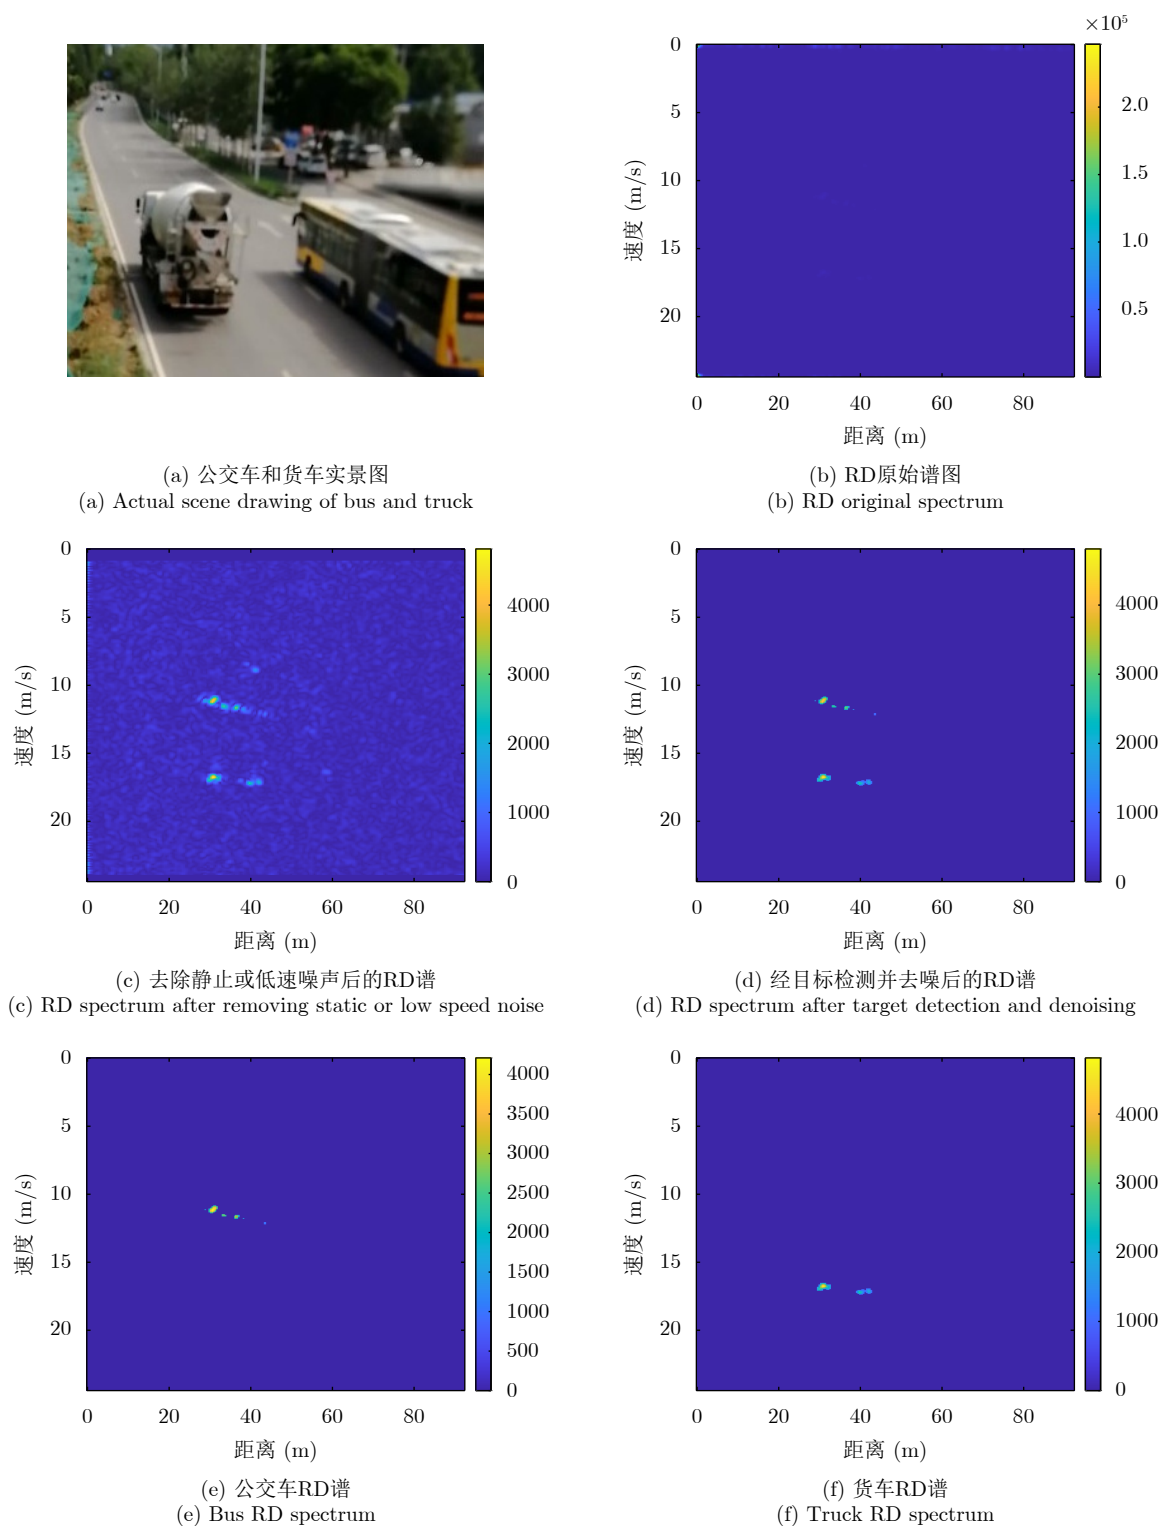 ×10⁵
0
5
10
15
20
速度 (m/s)
2.0
1.5
1.0
0.5
0 20 40 60 80
距离 (m)
(a) 公交车和货车实景图
(a) Actual scene drawing of bus and truck
(b) RD原始谱图
(b) RD original spectrum
0
5
10
15
20
速度 (m/s)
4000
3000
2000
1000
0
0 20 40 60 80
距离 (m)
(c) 去除静止或低速噪声后的RD谱
(c) RD spectrum after removing static or low speed noise
0
5
10
15
20
速度 (m/s)
4000
3000
2000
1000
0
0 20 40 60 80
距离 (m)
(d) 经目标检测并去噪后的RD谱
(d) RD spectrum after target detection and denoising
0
5
10
15
20
速度 (m/s)
4000
3500
3000
2500
2000
1500
1000
500
0
0 20 40 60 80
距离 (m)
(e) 公交车RD谱
(e) Bus RD spectrum
0
5
10
15
20
速度 (m/s)
4000
3000
2000
1000
0
0 20 40 60 80
距离 (m)
(f) 货车RD谱
(f) Truck RD spectrum